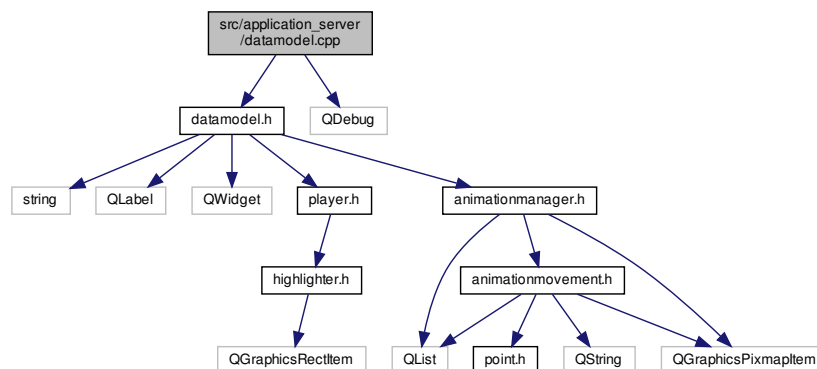 src/application_server
/datamodel.cpp
datamodel.h
QDebug
string
QLabel
QWidget
player.h
animationmanager.h
highlighter.h
animationmovement.h
QGraphicsRectItem
QList
point.h
QString
QGraphicsPixmapItem